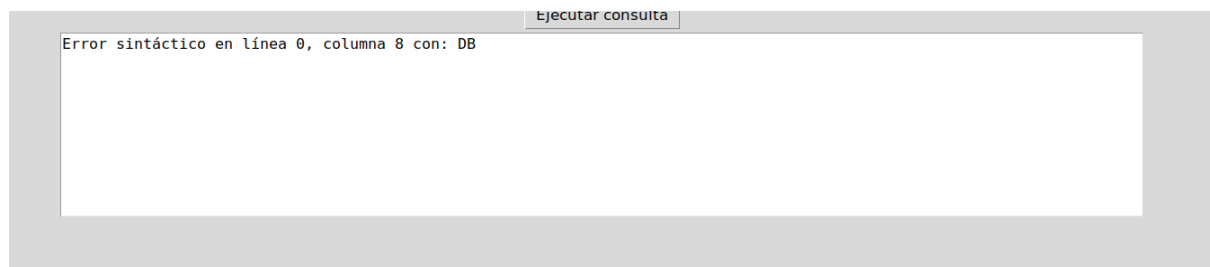 Ejecutar consulta
Error sintáctico en línea 0, columna 8 con: DB